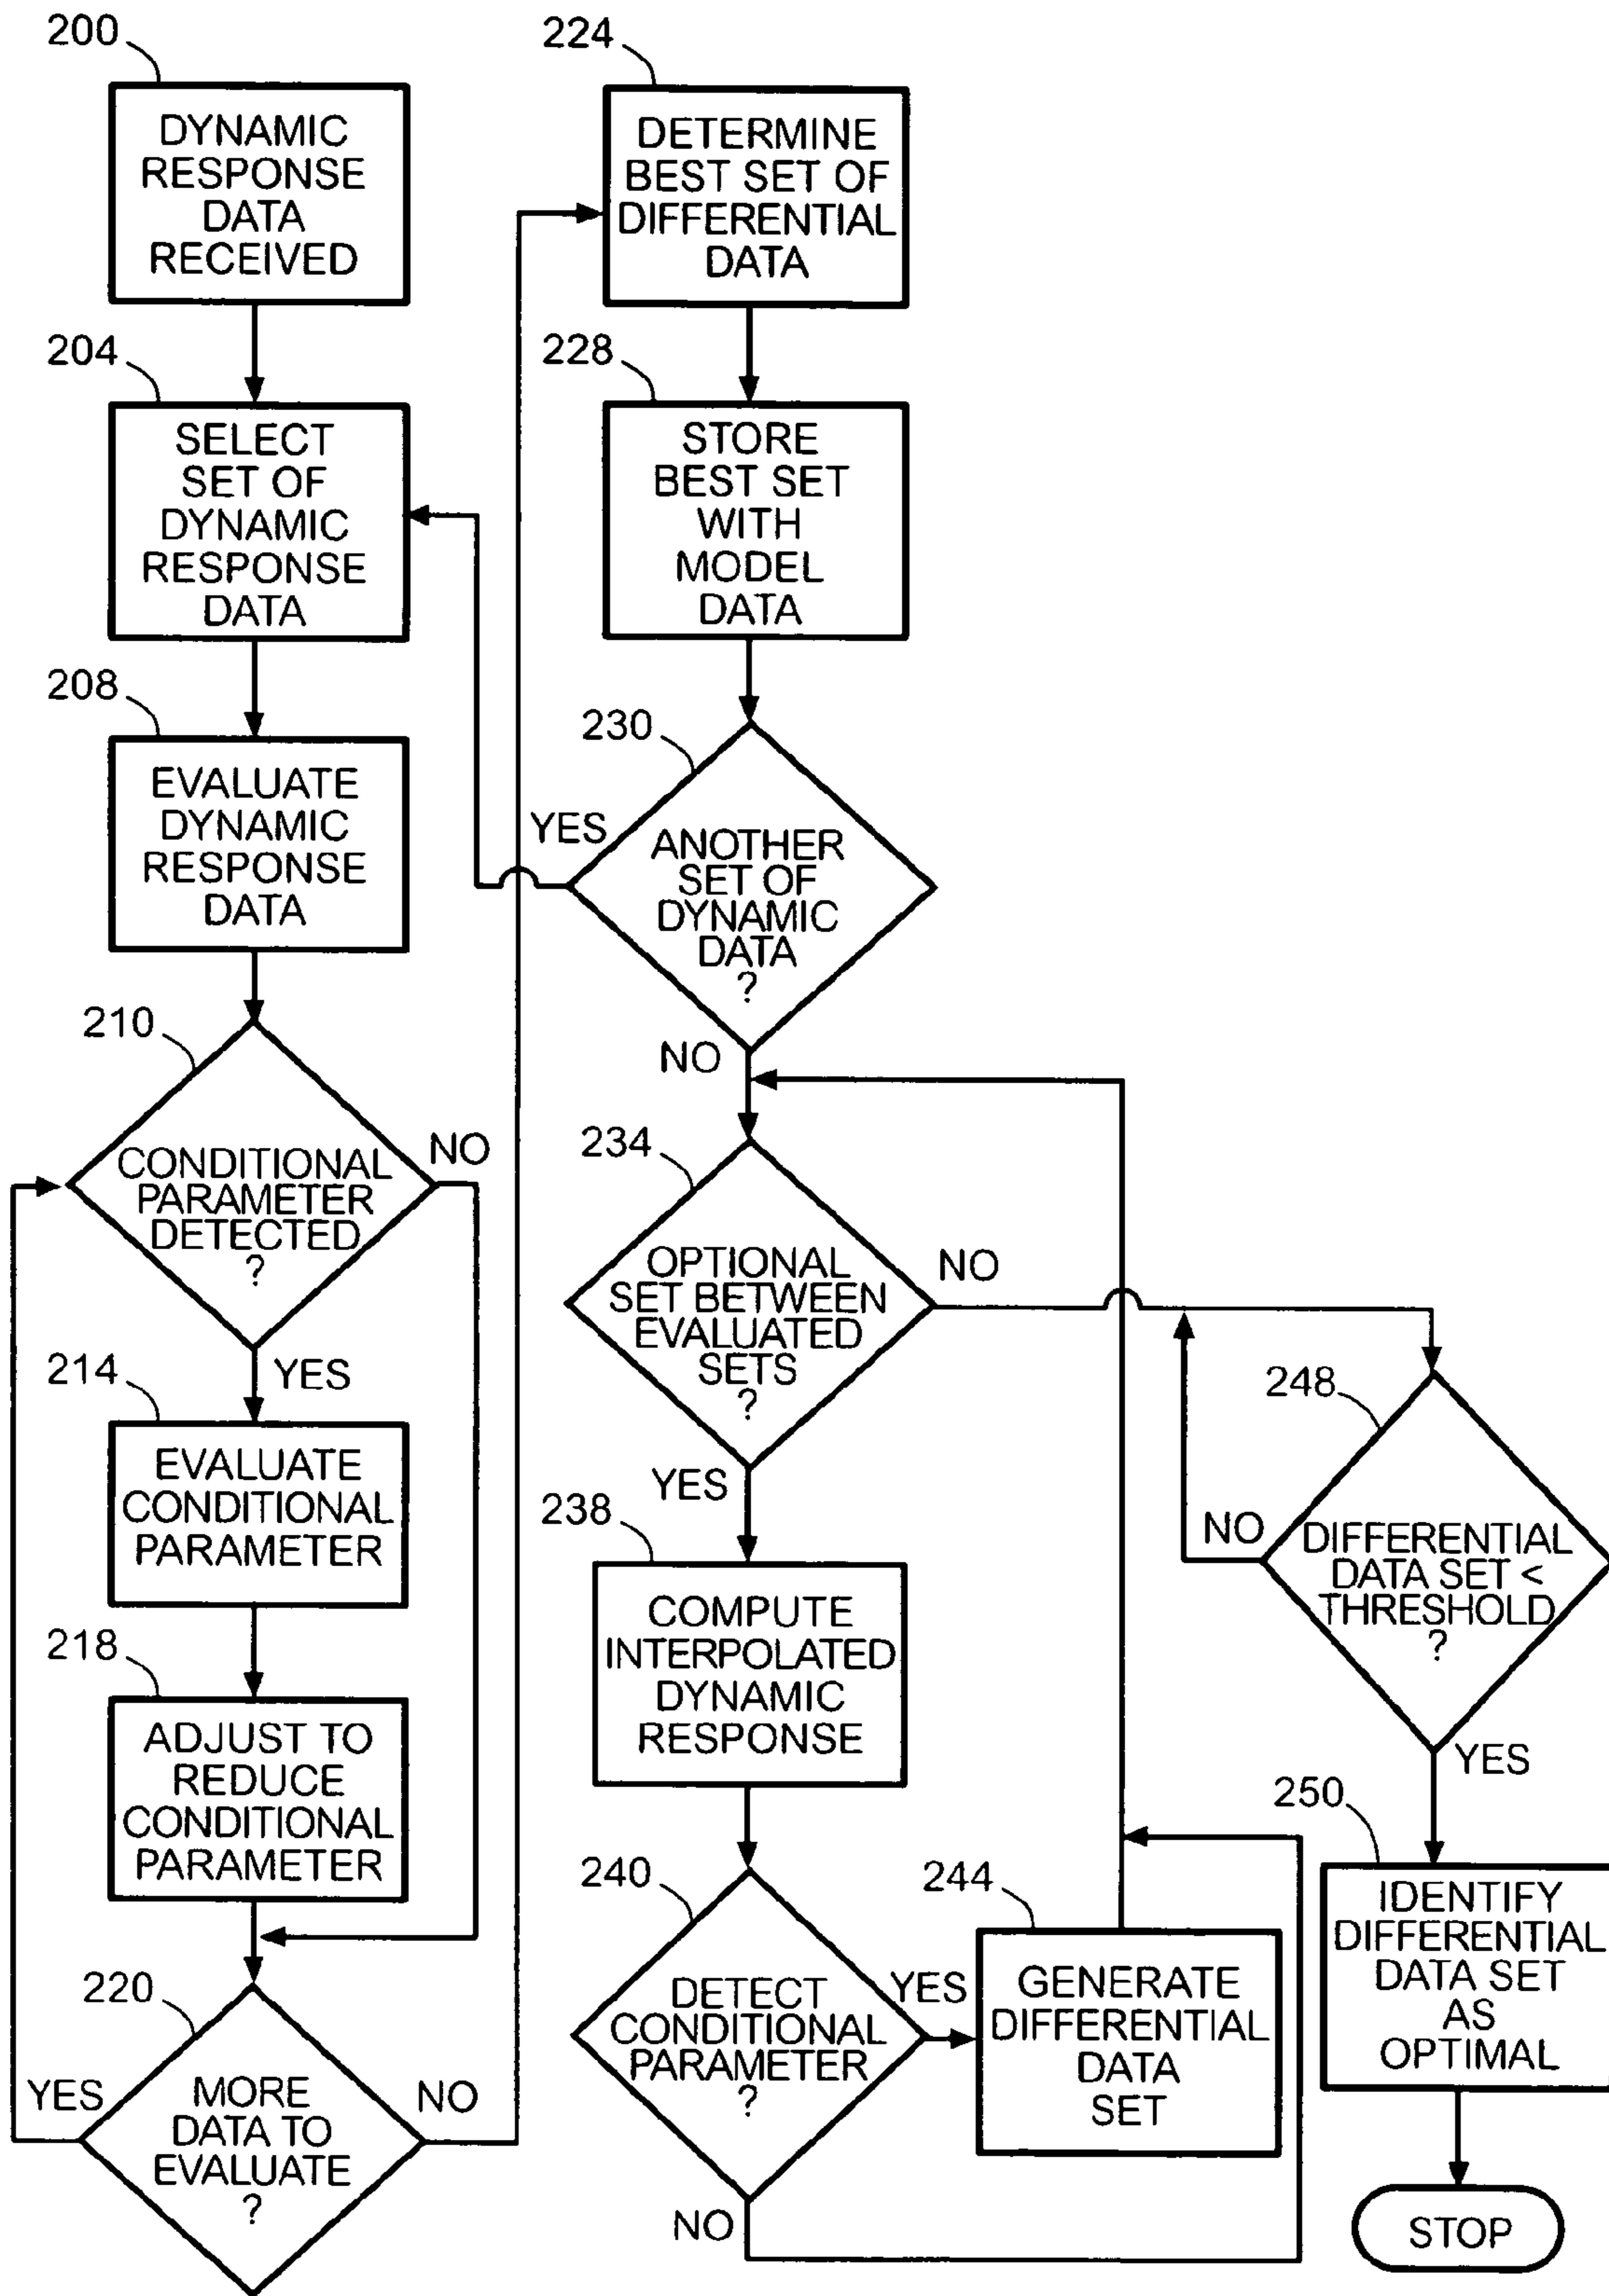 200
DYNAMIC
RESPONSE
DATA
RECEIVED
204
SELECT
SET OF
DYNAMIC
RESPONSE
DATA
208
EVALUATE
DYNAMIC
RESPONSE
DATA
210
CONDITIONAL
PARAMETER
DETECTED
?
NO
YES
214
EVALUATE
CONDITIONAL
PARAMETER
218
ADJUST TO
REDUCE
CONDITIONAL
PARAMETER
220
MORE
DATA TO
EVALUATE
?
YES
NO
224
DETERMINE
BEST SET OF
DIFFERENTIAL
DATA
228
STORE
BEST SET
WITH
MODEL
DATA
230
ANOTHER
SET OF
DYNAMIC
DATA
?
YES
NO
234
OPTIONAL
SET BETWEEN
EVALUATED
SETS
?
NO
YES
238
COMPUTE
INTERPOLATED
DYNAMIC
RESPONSE
240
DETECT
CONDITIONAL
PARAMETER
?
YES
NO
244
GENERATE
DIFFERENTIAL
DATA
SET
248
DIFFERENTIAL
DATA SET <
THRESHOLD
?
NO
YES
250
IDENTIFY
DIFFERENTIAL
DATA SET
AS
OPTIMAL
STOP